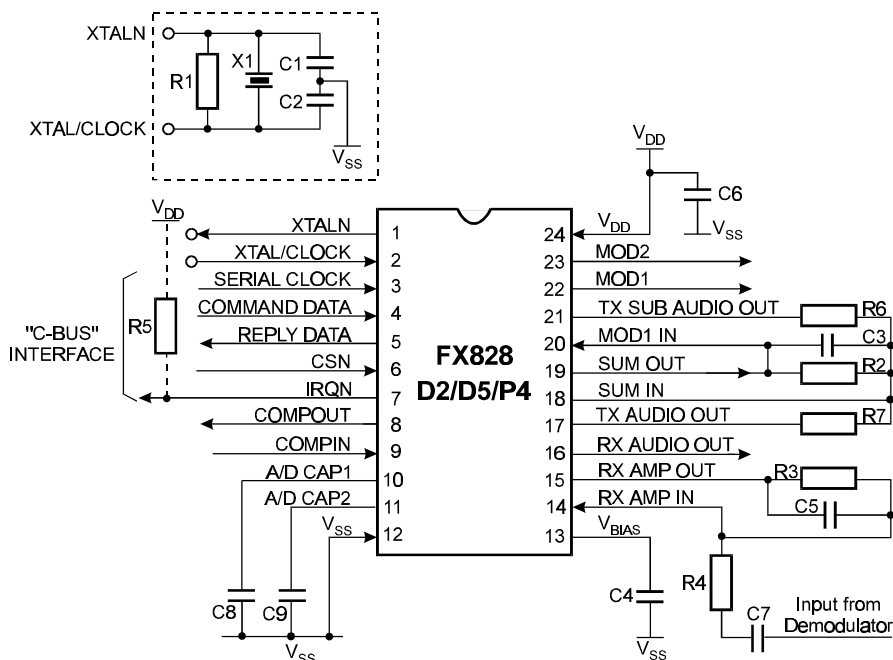 XTALN
R1
X1
C1
C2
XTAL/CLOCK
VSS
VDD
C6
VSS
VDD
"C-BUS"
INTERFACE
R5
XTALN
XTAL/CLOCK
SERIAL CLOCK
COMMAND DATA
REPLY DATA
CSN
IRQN
COMPOUT
COMPIN
A/D CAP1
A/D CAP2
VSS
1
2
3
4
5
6
7
8
9
10
11
12
FX828
D2/D5/P4
24
23
22
21
20
19
18
17
16
15
14
13
VDD
MOD2
MOD1
TX SUB AUDIO OUT
MOD1 IN
SUM OUT
SUM IN
TX AUDIO OUT
RX AUDIO OUT
RX AMP OUT
RX AMP IN
VBIAS
R6
C3
R2
R7
R3
C5
R4
C7
Input from
Demodulator
C4
VSS
C8
C9
VSS